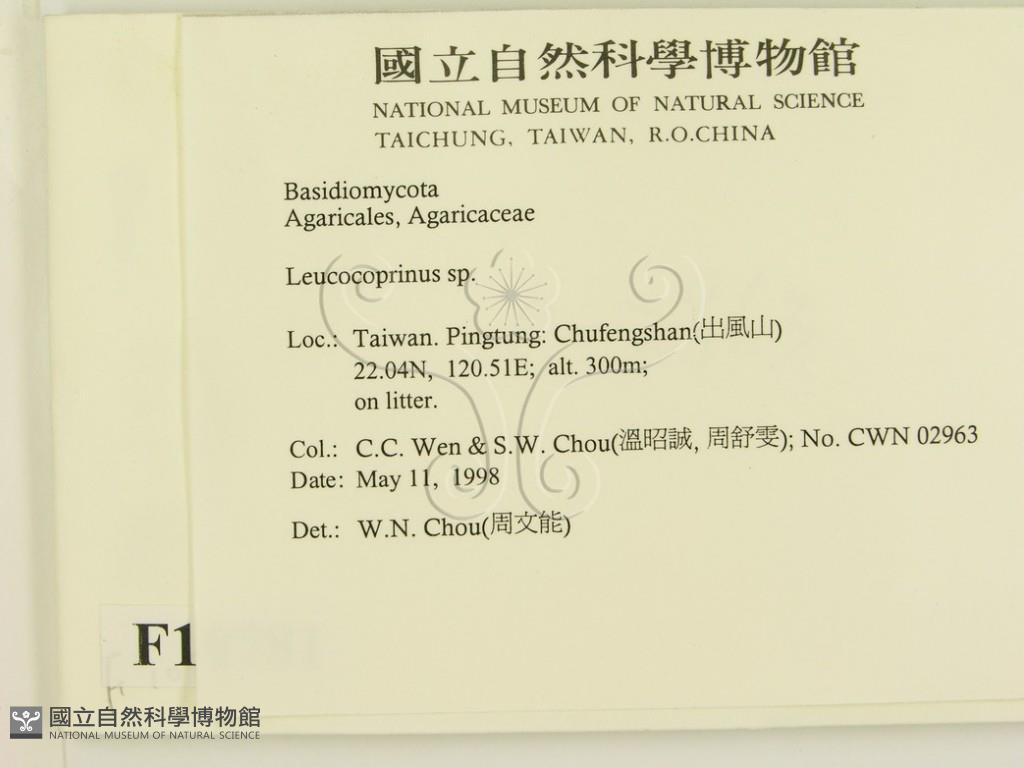 國立自然科學博物館
NATIONAL MUSEUM OF NATURAL SCIENCE
TAICHUNG, TAIWAN, R.O.CHINA
Basidiomycota
Agaricales, Agaricaceae
Leucocoprinus sp.
Loc.: Taiwan. Pingtung: Chufengshan(出風山)
22.04N, 120.51E; alt. 300m;
on litter.
Col.: C.C. Wen & S.W. Chou(溫昭誠, 周舒雯); No. CWN 02963
Date: May 11, 1998
Det.: W.N. Chou(周文能)
F1
國立自然科學博物館
NATIONAL MUSEUM OF NATURAL SCIENCE